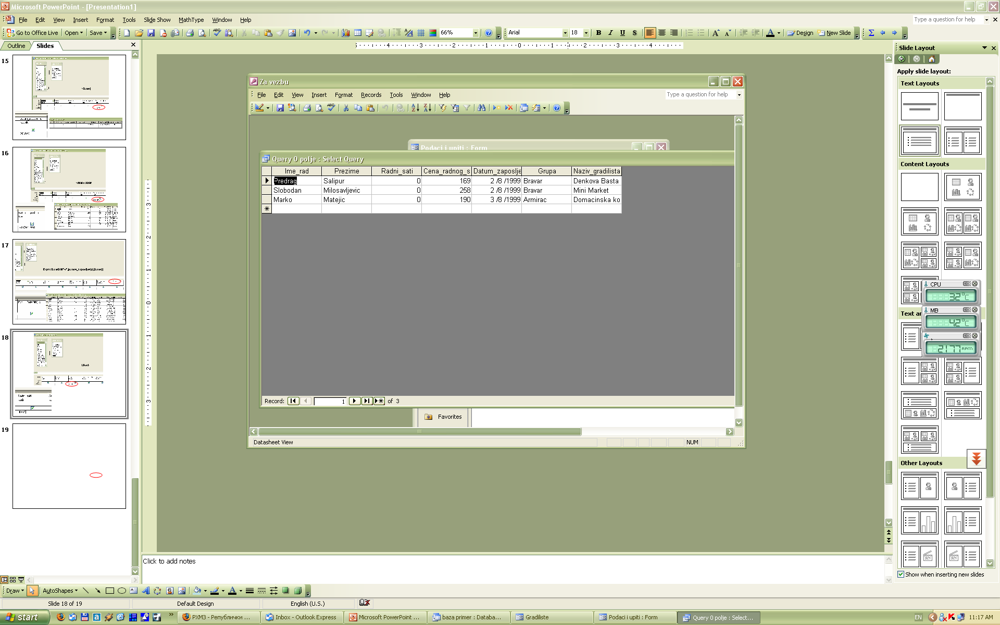 Microsoft PowerPoint - [Presentation1]
File Edit View Insert Format Tools Slide Show MathType Window Help
Type a question for help
Go to Office Live Open Save
66%
Arial 18 B I U S
Design New Slide
Outline Slides
Slide Layout
Apply slide layout:
Text Layouts
Content Layouts
Other Layouts
15
16
17
18
19
Za vezbu
File Edit View Insert Format Records Tools Window Help
Type a question for help
Podaci i upiti : Form
Query 0 polje : Select Query
Ime_rad Prezime Radni_sati Cena_radnog_s Datum_zaposlje Grupa Naziv_gradilista
Predrag Salipur 0 169 2 /8 /1999 Bravar Denkova Basta
Slobodan Milosavljevic 0 258 2 /8 /1999 Bravar Mini Market
Marko Matejic 0 190 3 /8 /1999 Armirac Domacinska ko
Record: 1 of 3
Favorites
Datasheet View NUM
CPU
32°C
MB
42°C
2177 RPM
Text ar
Click to add notes
Show when inserting new slides
Draw AutoShapes
Slide 18 of 19 Default Design English (U.S.)
start
РХМЗ - Републички ...
Inbox - Outlook Express
Microsoft PowerPoint ...
baza primer : Databa...
Gradiliste
Podaci i upiti : Form
Query 0 polje : Select...
EN
11:17 AM